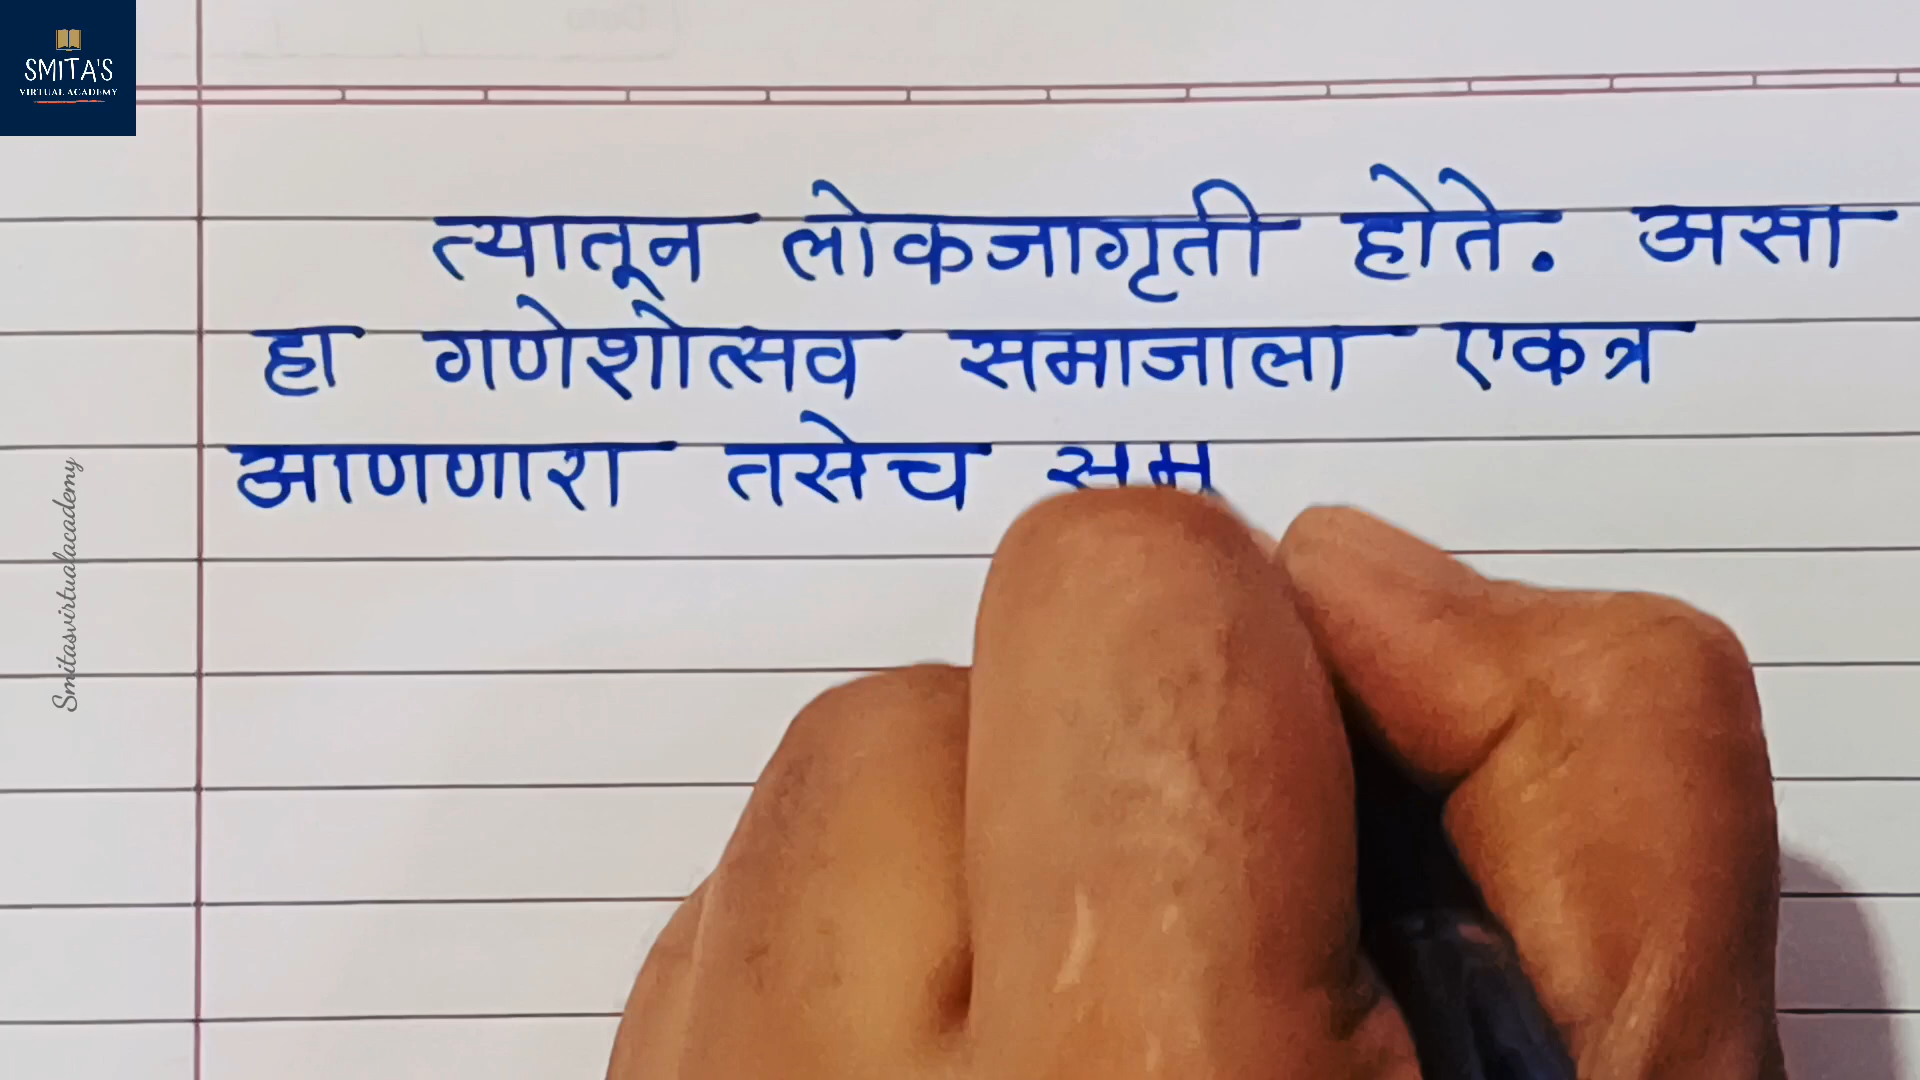 SMITA'S
VIRTUAL ACADEMY
त्यातून लोकजागृती होते. असा
हा गणेशोत्सव समाजाला एकत्र
आणणारा तसेच
Smitasvirtualacademy